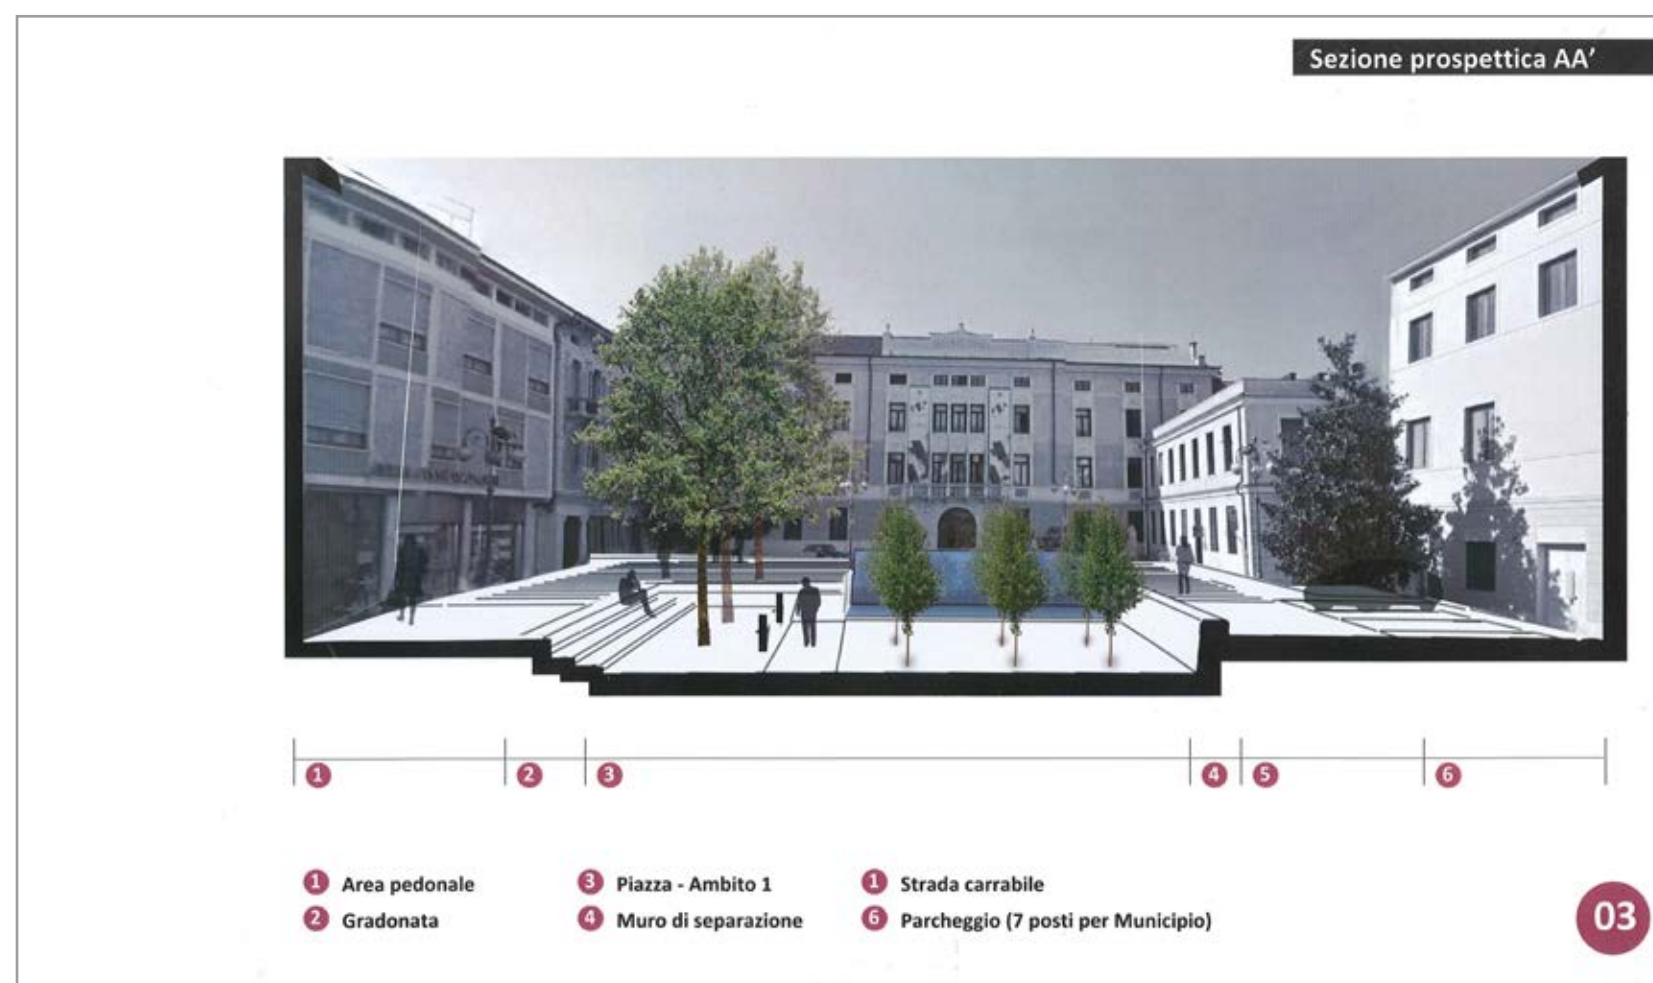 Sezione prospettica AA'
1 2 3 4 5 6
1 Area pedonale
2 Gradonata
3 Piazza - Ambito 1
4 Muro di separazione
1 Strada carrabile
6 Parcheggio (7 posti per Municipio)
03